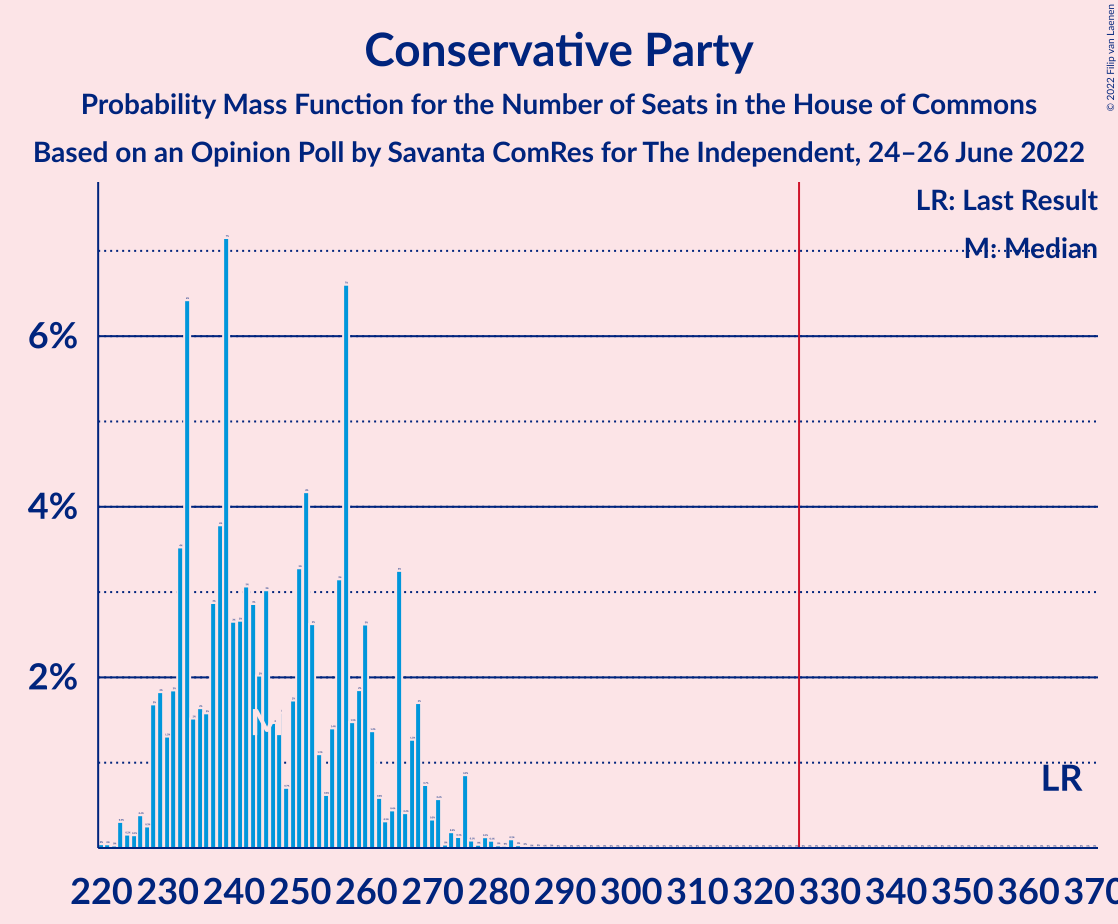 Conservative Party
Probability Mass Function for the Number of Seats in the House of Commons
Based on an Opinion Poll by Savanta ComRes for The Independent, 24–26 June 2022
© 2022 Filip van Laenen
LR: Last Result
M: Median
6%
4%
2%
M
LR
220 230 240 250 260 270 280 290 300 310 320 330 340 350 360 370